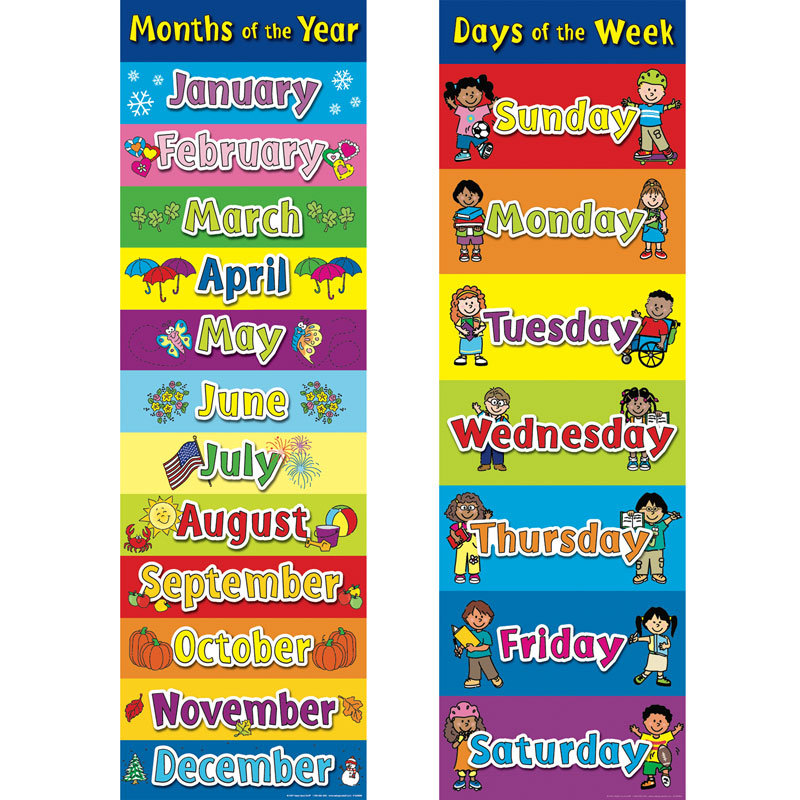 Months of the Year
January
February
March
April
May
June
July
August
September
October
November
December
Days of the Week
Sunday
Monday
Tuesday
Wednesday
Thursday
Friday
Saturday